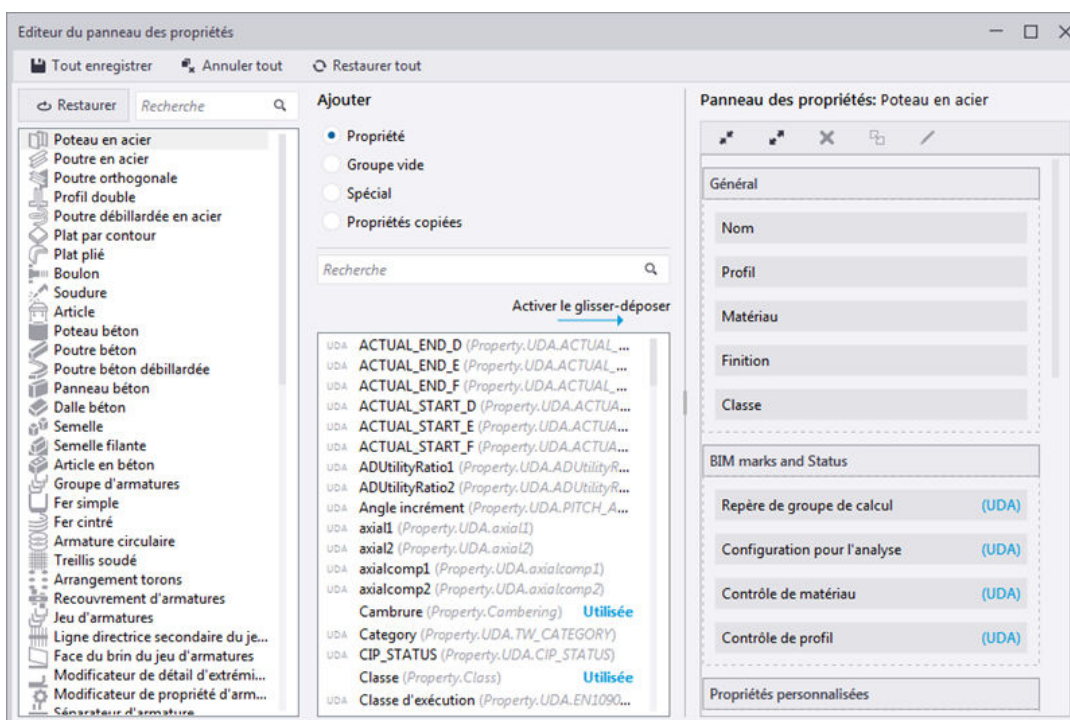 Editeur du panneau des propriétés
Tout enregistrer Annuler tout Restaurer tout
Restaurer Recherche
Poteau en acier
Poutre en acier
Poutre orthogonale
Profil double
Poutre débillardée en acier
Plat par contour
Plat plié
Boulon
Soudure
Article
Poteau béton
Poutre béton
Poutre béton débillardée
Panneau béton
Dalle béton
Semelle
Semelle filante
Article en béton
Groupe d'armatures
Fer simple
Fer cintré
Armature circulaire
Treillis soudé
Arrangement torons
Recouvrement d'armatures
Jeu d'armatures
Ligne directrice secondaire du je...
Face du brin du jeu d'armatures
Modificateur de détail d'extrémi...
Modificateur de propriété d'arm...
Séparateur d'armature
Ajouter
Propriété
Groupe vide
Spécial
Propriétés copiées
Recherche
Activer le glisser-déposer
UDA ACTUAL_END_D (Property.UDA.ACTUAL_...
UDA ACTUAL_END_E (Property.UDA.ACTUAL_...
UDA ACTUAL_END_F (Property.UDA.ACTUAL_...
UDA ACTUAL_START_D (Property.UDA.ACTUA...
UDA ACTUAL_START_E (Property.UDA.ACTUA...
UDA ACTUAL_START_F (Property.UDA.ACTUA...
UDA ADUtilityRatio1 (Property.UDA.ADUtilityR...
UDA ADUtilityRatio2 (Property.UDA.ADUtilityR...
UDA Angle incrément (Property.UDA.PITCH_A...
UDA axial1 (Property.UDA.axial1)
UDA axial2 (Property.UDA.axial2)
UDA axialcomp1 (Property.UDA.axialcomp1)
UDA axialcomp2 (Property.UDA.axialcomp2)
Cambrure (Property.Cambering) Utilisée
UDA Category (Property.UDA.TW_CATEGORY)
UDA CIP_STATUS (Property.UDA.CIP_STATUS)
Classe (Property.Class) Utilisée
UDA Classe d'exécution (Property.UDA.EN1090...
Panneau des propriétés: Poteau en acier
Général
Nom
Profil
Matériau
Finition
Classe
BIM marks and Status
Repère de groupe de calcul (UDA)
Configuration pour l'analyse (UDA)
Contrôle de matériau (UDA)
Contrôle de profil (UDA)
Propriétés personnalisées